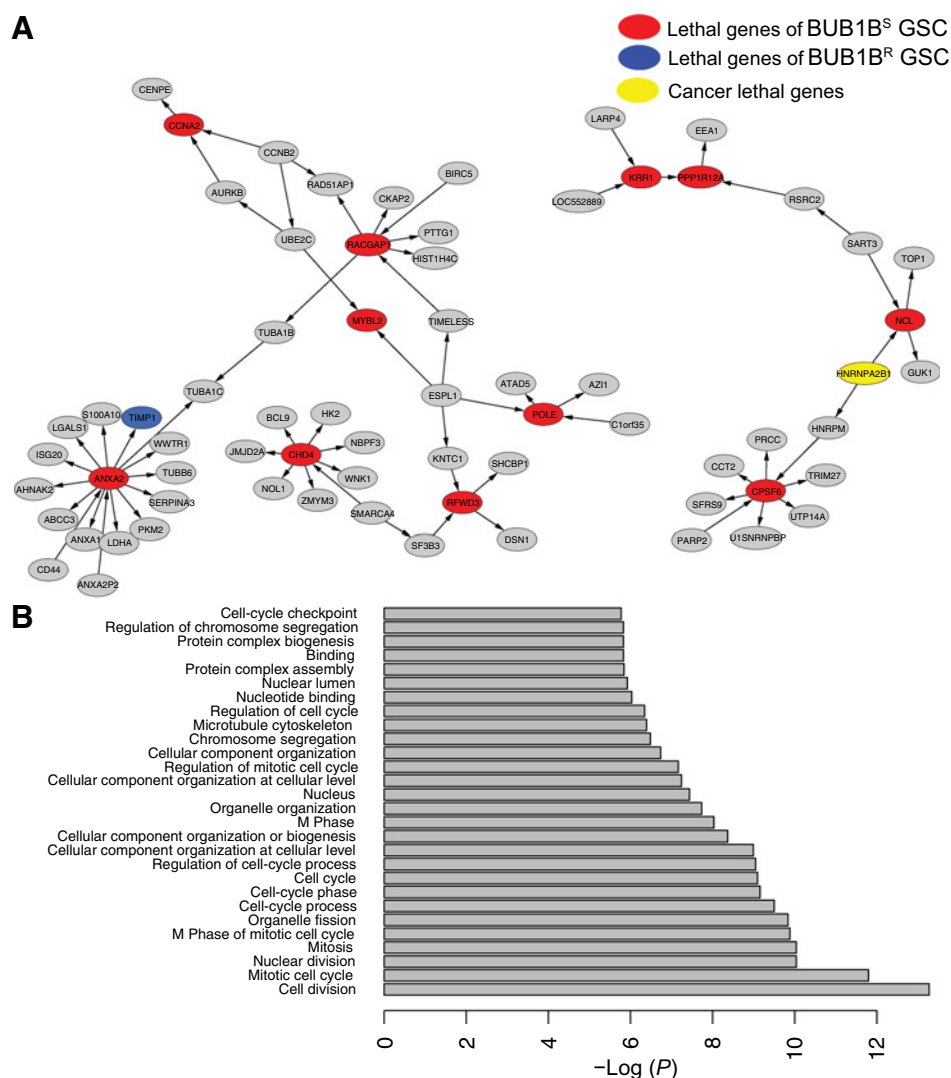 A
Lethal genes of BUB1Bˢ GSC
Lethal genes of BUB1Bᴿ GSC
Cancer lethal genes
CENPE
CCNA2
CCNB2
AURKB
RAD51AP1
UBE2C
BIRC5
CKAP2
PTTG1
RACGAP1
HIST1H4C
MYBL2
TIMELESS
TUBA1B
TUBA1C
ESPL1
ATAD5
AZI1
POLE
C1orf35
KNTC1
SHCBP1
RFWD3
DSN1
SF3B3
SMARCA4
BCL9
HK2
JMJD2A
CHD4
NBPF3
WNK1
NOL1
ZMYM3
S100A10
TIMP1
LGALS1
WWTR1
ISG20
ANXA2
TUBB6
AHNAK2
SERPINA3
ABCC3
PKM2
ANXA1
LDHA
CD44
ANXA2P2
LARP4
EEA1
KRR1
PPP1R12A
LOC552889
RSRC2
SART3
TOP1
NCL
HNRNPA2B1
GUK1
HNRPM
PRCC
CCT2
TRIM27
CPSF6
SFRS9
UTP14A
PARP2
U1SNRNPBP
B
Cell-cycle checkpoint
Regulation of chromosome segregation
Protein complex biogenesis
Binding
Protein complex assembly
Nuclear lumen
Nucleotide binding
Regulation of cell cycle
Microtubule cytoskeleton
Chromosome segregation
Cellular component organization
Regulation of mitotic cell cycle
Cellular component organization at cellular level
Nucleus
Organelle organization
M Phase
Cellular component organization or biogenesis
Cellular component organization at cellular level
Regulation of cell-cycle process
Cell cycle
Cell-cycle phase
Cell-cycle process
Organelle fission
M Phase of mitotic cell cycle
Mitosis
Nuclear division
Mitotic cell cycle
Cell division
0 2 4 6 8 10 12
−Log (P)